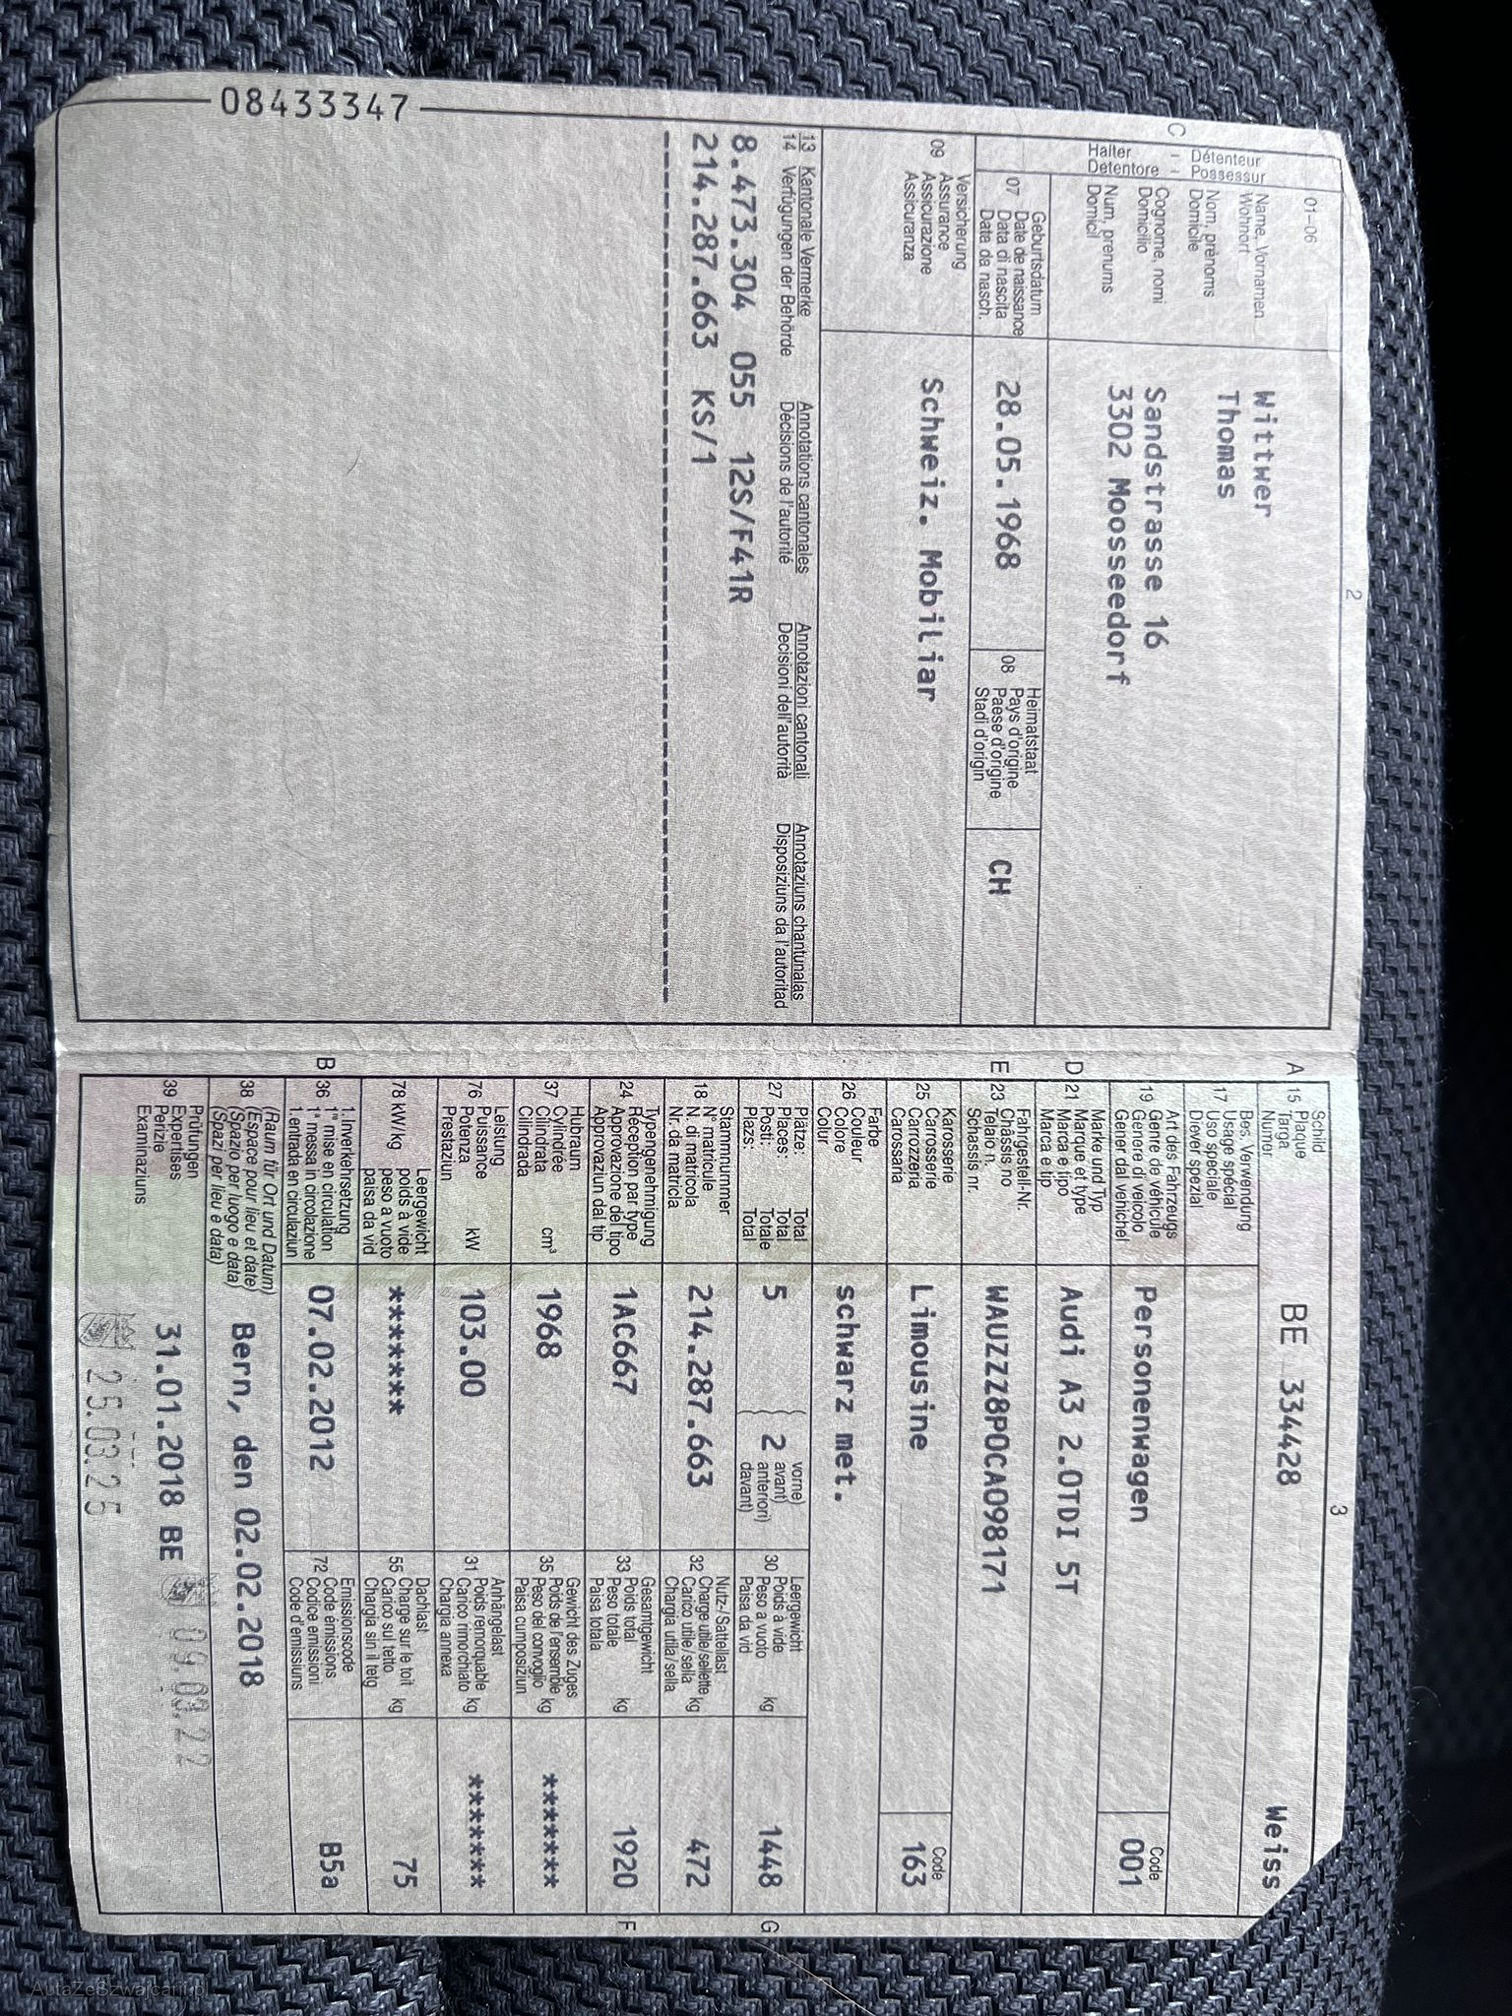 2
01-06
C
Halter - Détenteur
Detentore - Possessur
Name, Vornamen
Wohnort
Nom, prénoms
Domicile
Cognome, nomi
Domicilio
Num, prenums
Domicil
Wittwer
Thomas
Sandstrasse 16
3302 Moosseedorf
07
Geburtsdatum
Date de naissance
Data di nascita
Data da nasch.
28.05.1968
08
Heimatstaat
Pays d'origine
Paese d'origine
Stadi d'origin
CH
09
Versicherung
Assurance
Assicurazione
Assicuranza
Schweiz. Mobiliar
13 Kantonale Vermerke Annotations cantonales Annotazioni cantonali Annotaziuns chantunalas
14 Verfügungen der Behörde Décisions de l'autorité Decisioni dell'autorità Disposiziuns da l'autoritad
8.473.304 055 12S/F41R
214.287.663 KS/1
08433347
3
A 15
Schild
Plaque
Targa
Numer
BE 334428
Weiss
17
Bes. Verwendung
Usage spécial
Uso speciale
Diever spezial
19
Art des Fahrzeugs
Genre de véhicule
Genere di veicolo
Gener dal vehichel
Personenwagen
Code
001
D 21
Marke und Typ
Marque et type
Marca e tipo
Marca e tip
Audi A3 2.0TDI 5T
E 23
Fahrgestell-Nr.
Châssis no
Telaio n.
Schassis nr.
WAUZZZ8P0CA098171
25
Karosserie
Carrosserie
Carrozzeria
Carossaria
Limousine
Code
163
26
Farbe
Couleur
Colore
Colur
schwarz met.
27
Plätze: Total
Places: Total
Posti: Totale
Plazs: Total
5
2
vorne)
avant)
anteriori)
davant)
30
Leergewicht
Poids à vide
Peso a vuoto
Paisa da vid
kg
1448
G
18
Stammnummer
N° matricule
N. di matricola
Nr. da matricla
214.287.663
32
Nutz-/Sattellast
Charge utile/sellette
Carico utile/sella
Chargia utila/sella
kg
472
24
Typengenehmigung
Réception par type
Approvazione del tipo
Approvaziun dal tip
1AC667
33
Gesamtgewicht
Poids total
Peso totale
Paisa totala
kg
1920
F
37
Hubraum
Cylindrée
Cilindrata
Cilindrada
cm³
1968
35
Gewicht des Zuges
Poids de l'ensemble
Peso del convoglio
Paisa cumposiziun
kg
*******
76
Leistung
Puissance
Potenza
Prestaziun
kW
103.00
31
Anhängelast
Poids remorquable
Carico rimorchiato
Chargia annexa
kg
*******
78 kW/kg
Leergewicht
poids à vide
peso a vuoto
paisa da vid
*******
55
Dachlast
Charge sur le toit
Carico sul tetto
Chargia sin il tetg
kg
75
B 36
1. Inverkehrsetzung
1re mise en circulation
1a messa in circolazione
1. entrada en circulaziun
07.02.2012
72
Emissionscode
Code émissions
Codice emissioni
Code d'emissiuns
B5a
38
(Raum für Ort und Datum)
(Espace pour lieu et date)
(Spazio per luogo e data)
(Spazi per lieu e data)
Bern, den 02.02.2018
39
Prüfungen
Expertises
Perizie
Examinaziuns
31.01.2018 BE
09.09.22
25.03.25